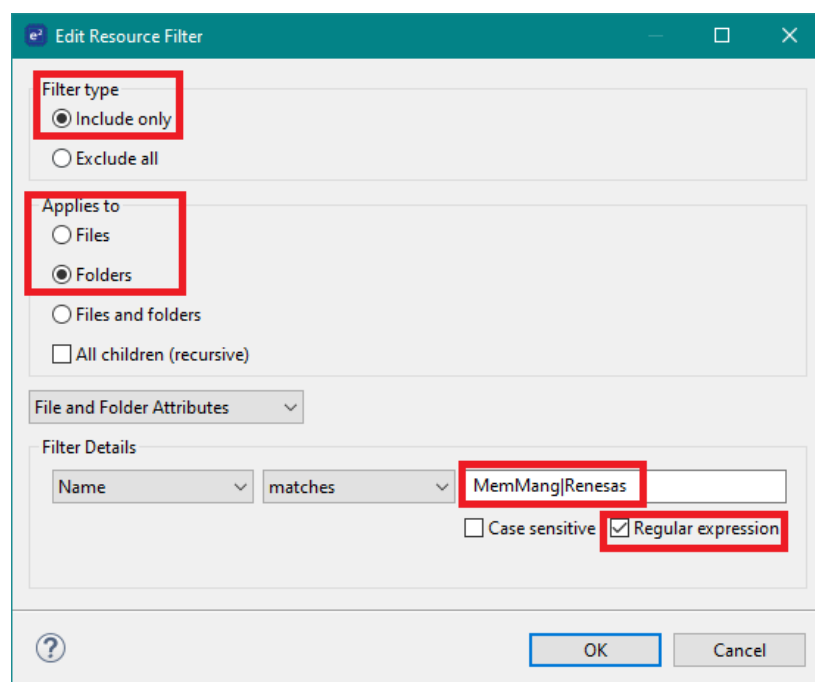 e² Edit Resource Filter
Filter type
Include only
Exclude all
Applies to
Files
Folders
Files and folders
All children (recursive)
File and Folder Attributes
Filter Details
Name matches MemMang|Renesas
Case sensitive Regular expression
? OK Cancel